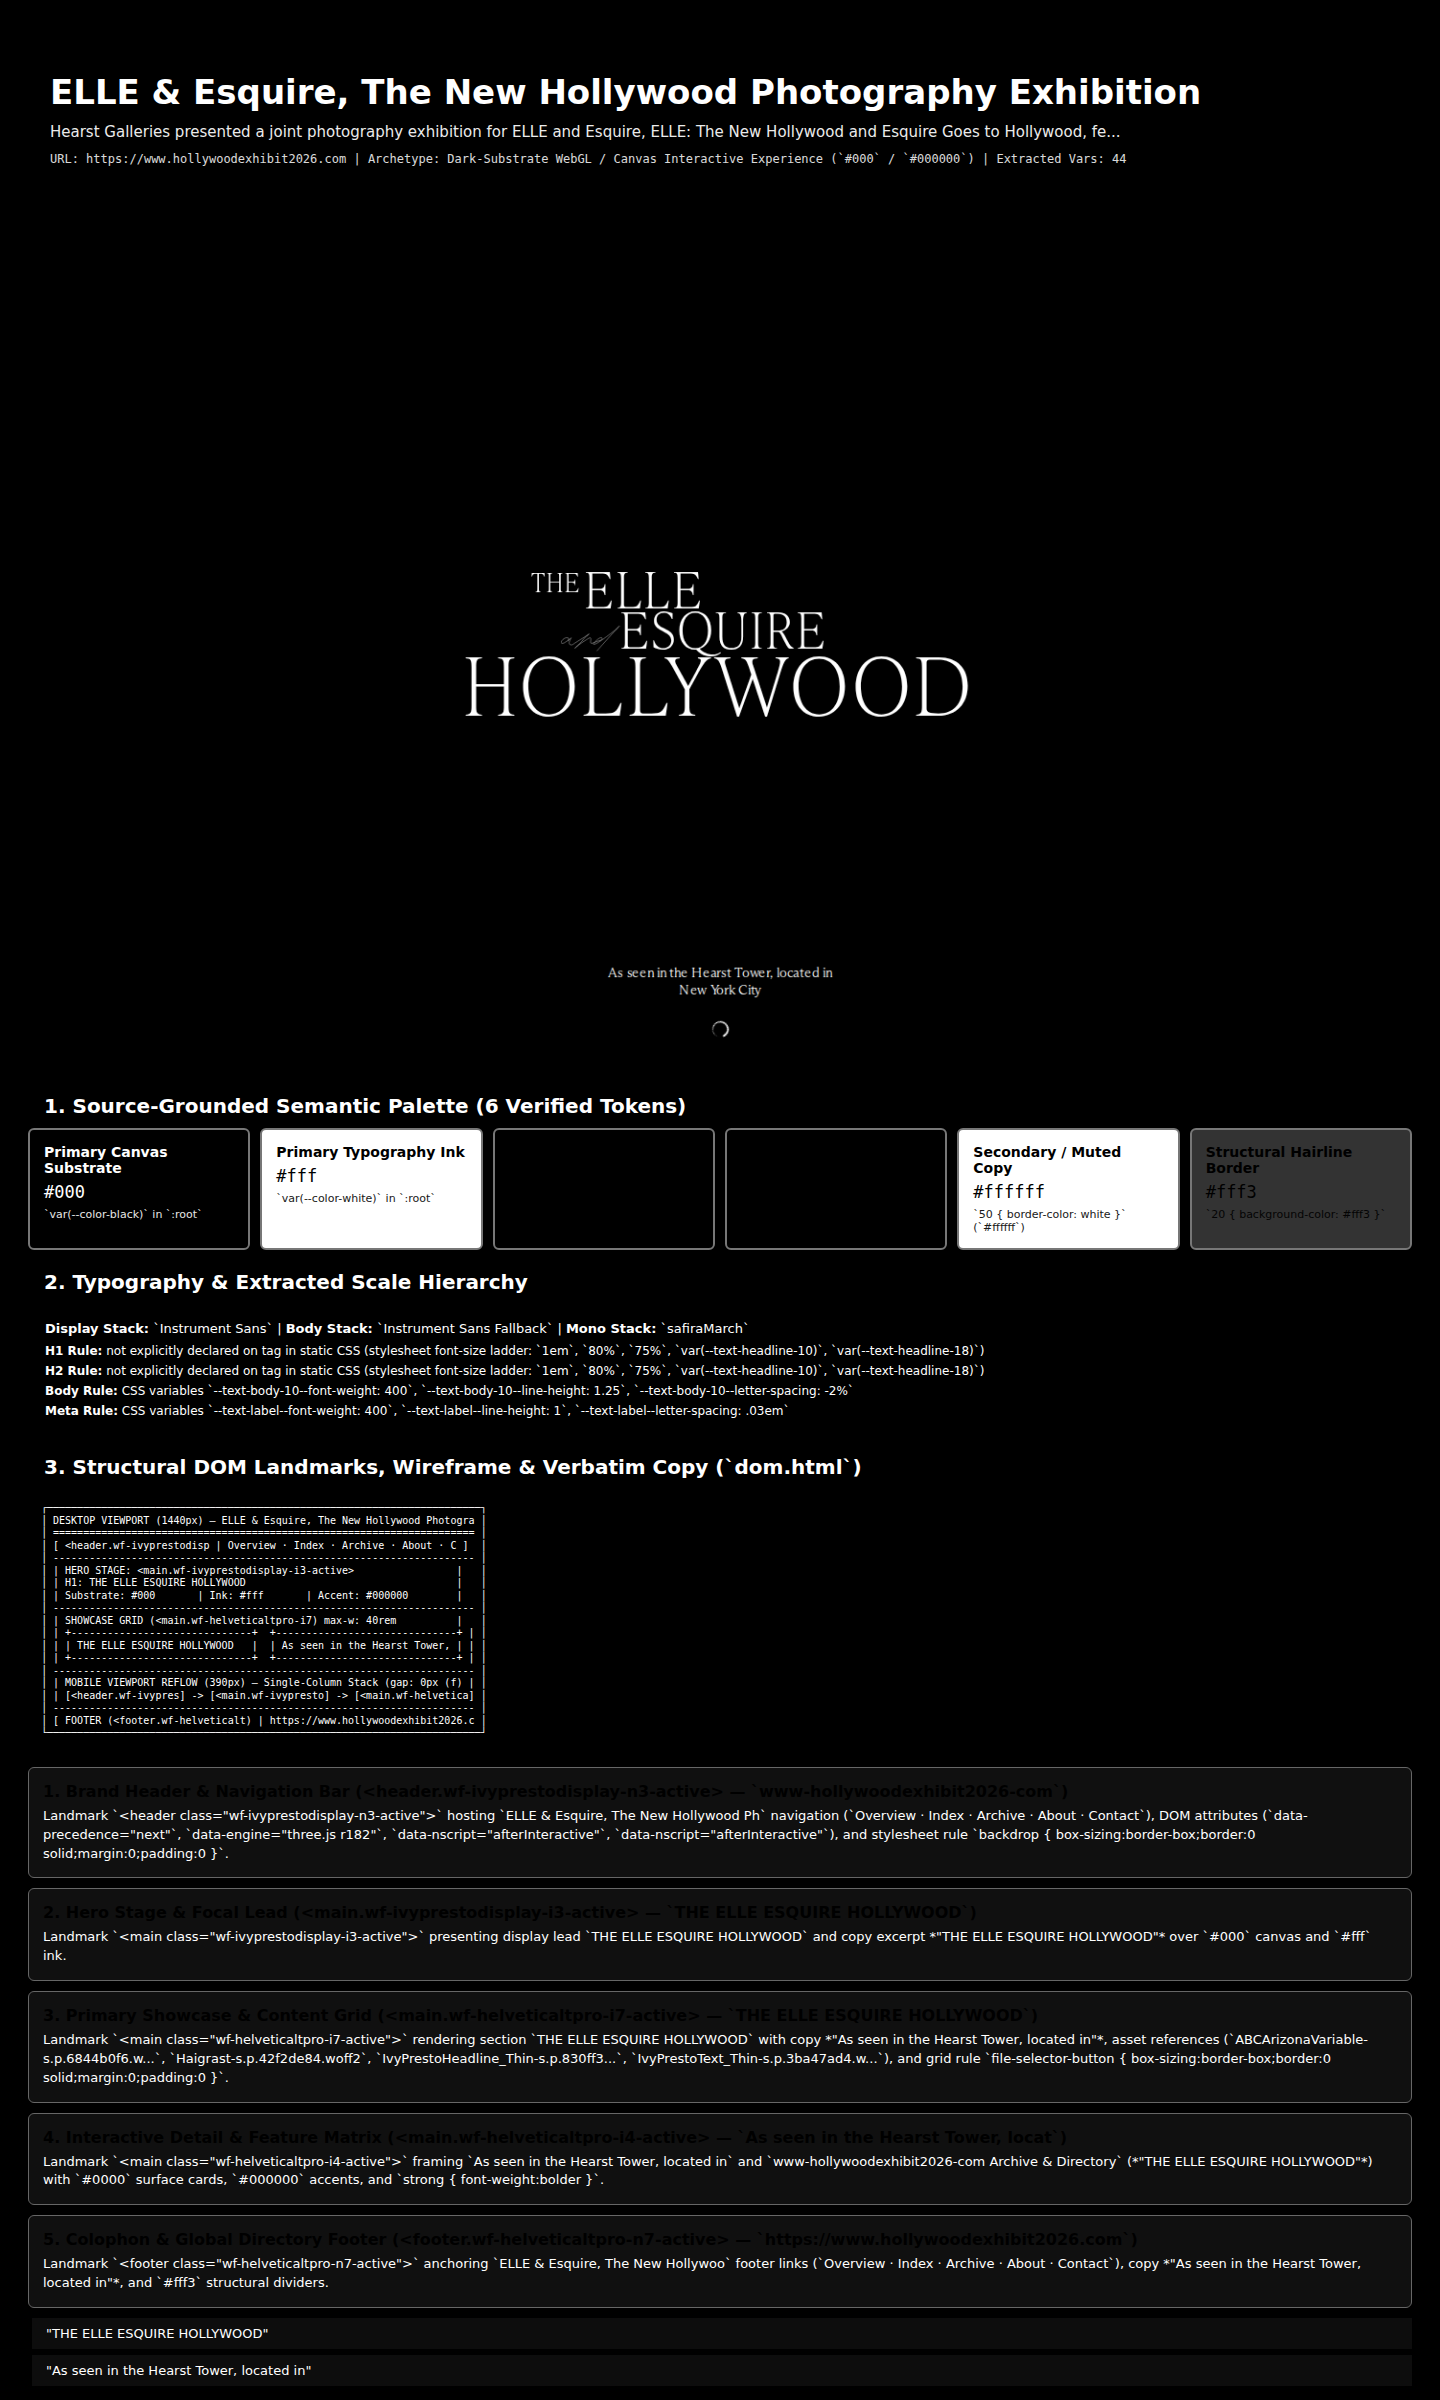 ELLE & Esquire, The New Hollywood Photography Exhibition
Hearst Galleries presented a joint photography exhibition for ELLE and Esquire, ELLE: The New Hollywood and Esquire Goes to Hollywood, fe...
URL: https://www.hollywoodexhibit2026.com | Archetype: Dark-Substrate WebGL / Canvas Interactive Experience (`#000` / `#000000`) | Extracted Vars: 44
THE ELLE
and ESQUIRE
HOLLYWOOD
As seen in the Hearst Tower, located in
New York City
1. Source-Grounded Semantic Palette (6 Verified Tokens)
Primary Canvas
Substrate
#000
`var(--color-black)` in `:root`
Primary Typography Ink
#fff
`var(--color-white)` in `:root`
Secondary / Muted
Copy
#ffffff
`50 { border-color: white }`
(`#ffffff`)
Structural Hairline
Border
#fff3
`20 { background-color: #fff3 }`
2. Typography & Extracted Scale Hierarchy
Display Stack: `Instrument Sans` | Body Stack: `Instrument Sans Fallback` | Mono Stack: `safiraMarch`
H1 Rule: not explicitly declared on tag in static CSS (stylesheet font-size ladder: `1em`, `80%`, `75%`, `var(--text-headline-10)`, `var(--text-headline-18)`)
H2 Rule: not explicitly declared on tag in static CSS (stylesheet font-size ladder: `1em`, `80%`, `75%`, `var(--text-headline-10)`, `var(--text-headline-18)`)
Body Rule: CSS variables `--text-body-10--font-weight: 400`, `--text-body-10--line-height: 1.25`, `--text-body-10--letter-spacing: -2%`
Meta Rule: CSS variables `--text-label--font-weight: 400`, `--text-label--line-height: 1`, `--text-label--letter-spacing: .03em`
3. Structural DOM Landmarks, Wireframe & Verbatim Copy (`dom.html`)
DESKTOP VIEWPORT (1440px) — ELLE & Esquire, The New Hollywood Photogra
======================================================================
[ <header.wf-ivyprestodisp | Overview · Index · Archive · About · C ]
----------------------------------------------------------------------
| HERO STAGE: <main.wf-ivyprestodisplay-i3-active> |
| H1: THE ELLE ESQUIRE HOLLYWOOD |
| Substrate: #000 | Ink: #fff | Accent: #000000 |
----------------------------------------------------------------------
| SHOWCASE GRID (<main.wf-helveticaltpro-i7) max-w: 40rem |
| +------------------------------+ +------------------------------+ |
| | THE ELLE ESQUIRE HOLLYWOOD | | As seen in the Hearst Tower, | |
| +------------------------------+ +------------------------------+ |
----------------------------------------------------------------------
| MOBILE VIEWPORT REFLOW (390px) — Single-Column Stack (gap: 0px (f) |
| [<header.wf-ivypres] -> [<main.wf-ivypresto] -> [<main.wf-helvetica]
----------------------------------------------------------------------
[ FOOTER (<footer.wf-helveticalt) | https://www.hollywoodexhibit2026.c
1. Brand Header & Navigation Bar (<header.wf-ivyprestodisplay-n3-active> — `www-hollywoodexhibit2026-com`)
Landmark `<header class="wf-ivyprestodisplay-n3-active">` hosting `ELLE & Esquire, The New Hollywood Ph` navigation (`Overview · Index · Archive · About · Contact`), DOM attributes (`data-
precedence="next"`, `data-engine="three.js r182"`, `data-nscript="afterInteractive"`, `data-nscript="afterInteractive"`), and stylesheet rule `backdrop { box-sizing:border-box;border:0
solid;margin:0;padding:0 }`.
2. Hero Stage & Focal Lead (<main.wf-ivyprestodisplay-i3-active> — `THE ELLE ESQUIRE HOLLYWOOD`)
Landmark `<main class="wf-ivyprestodisplay-i3-active">` presenting display lead `THE ELLE ESQUIRE HOLLYWOOD` and copy excerpt *"THE ELLE ESQUIRE HOLLYWOOD"* over `#000` canvas and `#fff`
ink.
3. Primary Showcase & Content Grid (<main.wf-helveticaltpro-i7-active> — `THE ELLE ESQUIRE HOLLYWOOD`)
Landmark `<main class="wf-helveticaltpro-i7-active">` rendering section `THE ELLE ESQUIRE HOLLYWOOD` with copy *"As seen in the Hearst Tower, located in"*, asset references (`ABCArizonaVariable-
s.p.6844b0f6.w...`, `Haigrast-s.p.42f2de84.woff2`, `IvyPrestoHeadline_Thin-s.p.830ff3...`, `IvyPrestoText_Thin-s.p.3ba47ad4.w...`), and grid rule `file-selector-button { box-sizing:border-box;border:0
solid;margin:0;padding:0 }`.
4. Interactive Detail & Feature Matrix (<main.wf-helveticaltpro-i4-active> — `As seen in the Hearst Tower, locat`)
Landmark `<main class="wf-helveticaltpro-i4-active">` framing `As seen in the Hearst Tower, located in` and `www-hollywoodexhibit2026-com Archive & Directory` (*"THE ELLE ESQUIRE HOLLYWOOD"*)
with `#0000` surface cards, `#000000` accents, and `strong { font-weight:bolder }`.
5. Colophon & Global Directory Footer (<footer.wf-helveticaltpro-n7-active> — `https://www.hollywoodexhibit2026.com`)
Landmark `<footer class="wf-helveticaltpro-n7-active">` anchoring `ELLE & Esquire, The New Hollywoo` footer links (`Overview · Index · Archive · About · Contact`), copy *"As seen in the Hearst Tower,
located in"*, and `#fff3` structural dividers.
"THE ELLE ESQUIRE HOLLYWOOD"
"As seen in the Hearst Tower, located in"